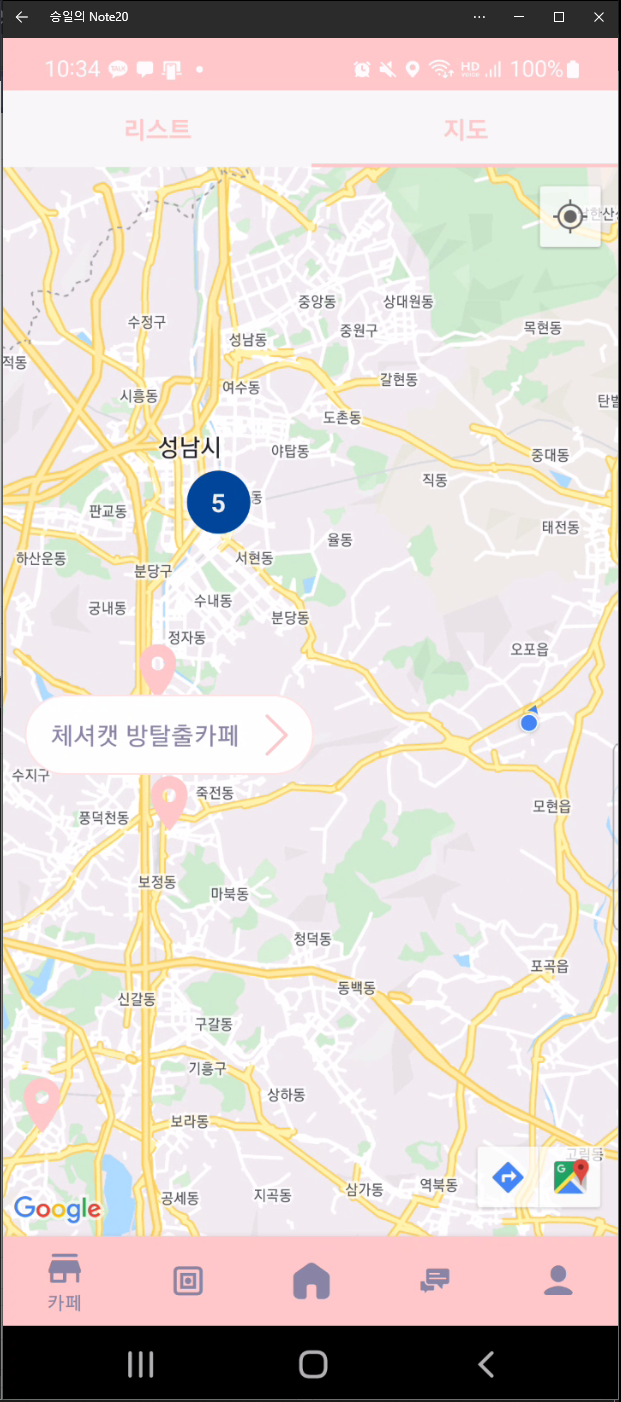 승일의 Note20
10:34 TALK HD VoLTE 100%
리스트 지도
중앙동 상대원동
수정구 중원구 목현동
성남동
적동
여수동 갈현동
시흥동
도촌동
성남시 야탑동 중대동
직동
5 동
판교동 태전동
율동
하산운동 분당구 서현동
궁내동 수내동
분당동
정자동
오포읍
체셔캣 방탈출카페
수지구
죽전동
풍덕천동 모현읍
보정동
마북동
청덕동
포곡읍
동백동
신갈동
구갈동
기흥구
상하동
보라동
공세동 지곡동 삼가동 역북동
Google
카페